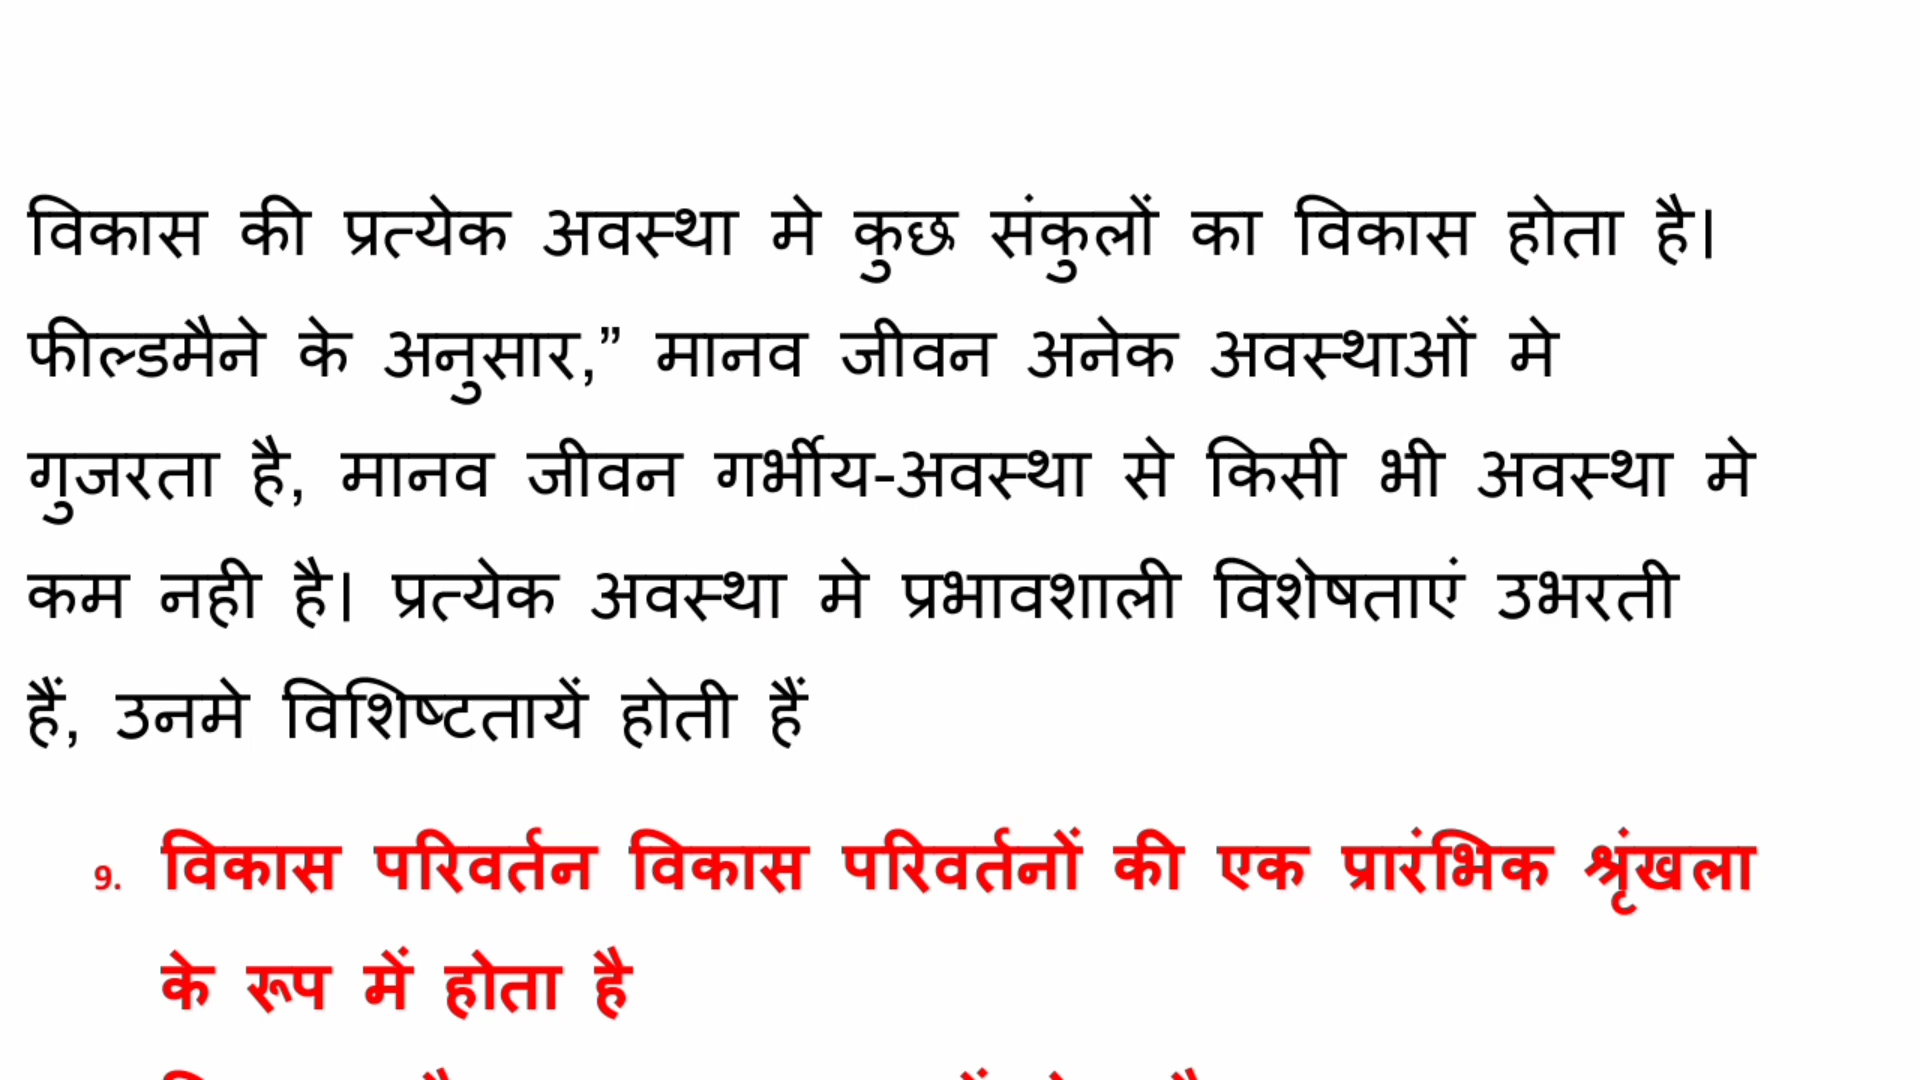 विकास की प्रत्येक अवस्था मे कुछ संकुलों का विकास होता है।
फील्डमैने के अनुसार,” मानव जीवन अनेक अवस्थाओं मे
गुजरता है, मानव जीवन गर्भीय-अवस्था से किसी भी अवस्था मे
कम नही है। प्रत्येक अवस्था मे प्रभावशाली विशेषताएं उभरती
हैं, उनमे विशिष्टतायें होती हैं
9. विकास परिवर्तन विकास परिवर्तनों की एक प्रारंभिक श्रृंखला
के रूप में होता है